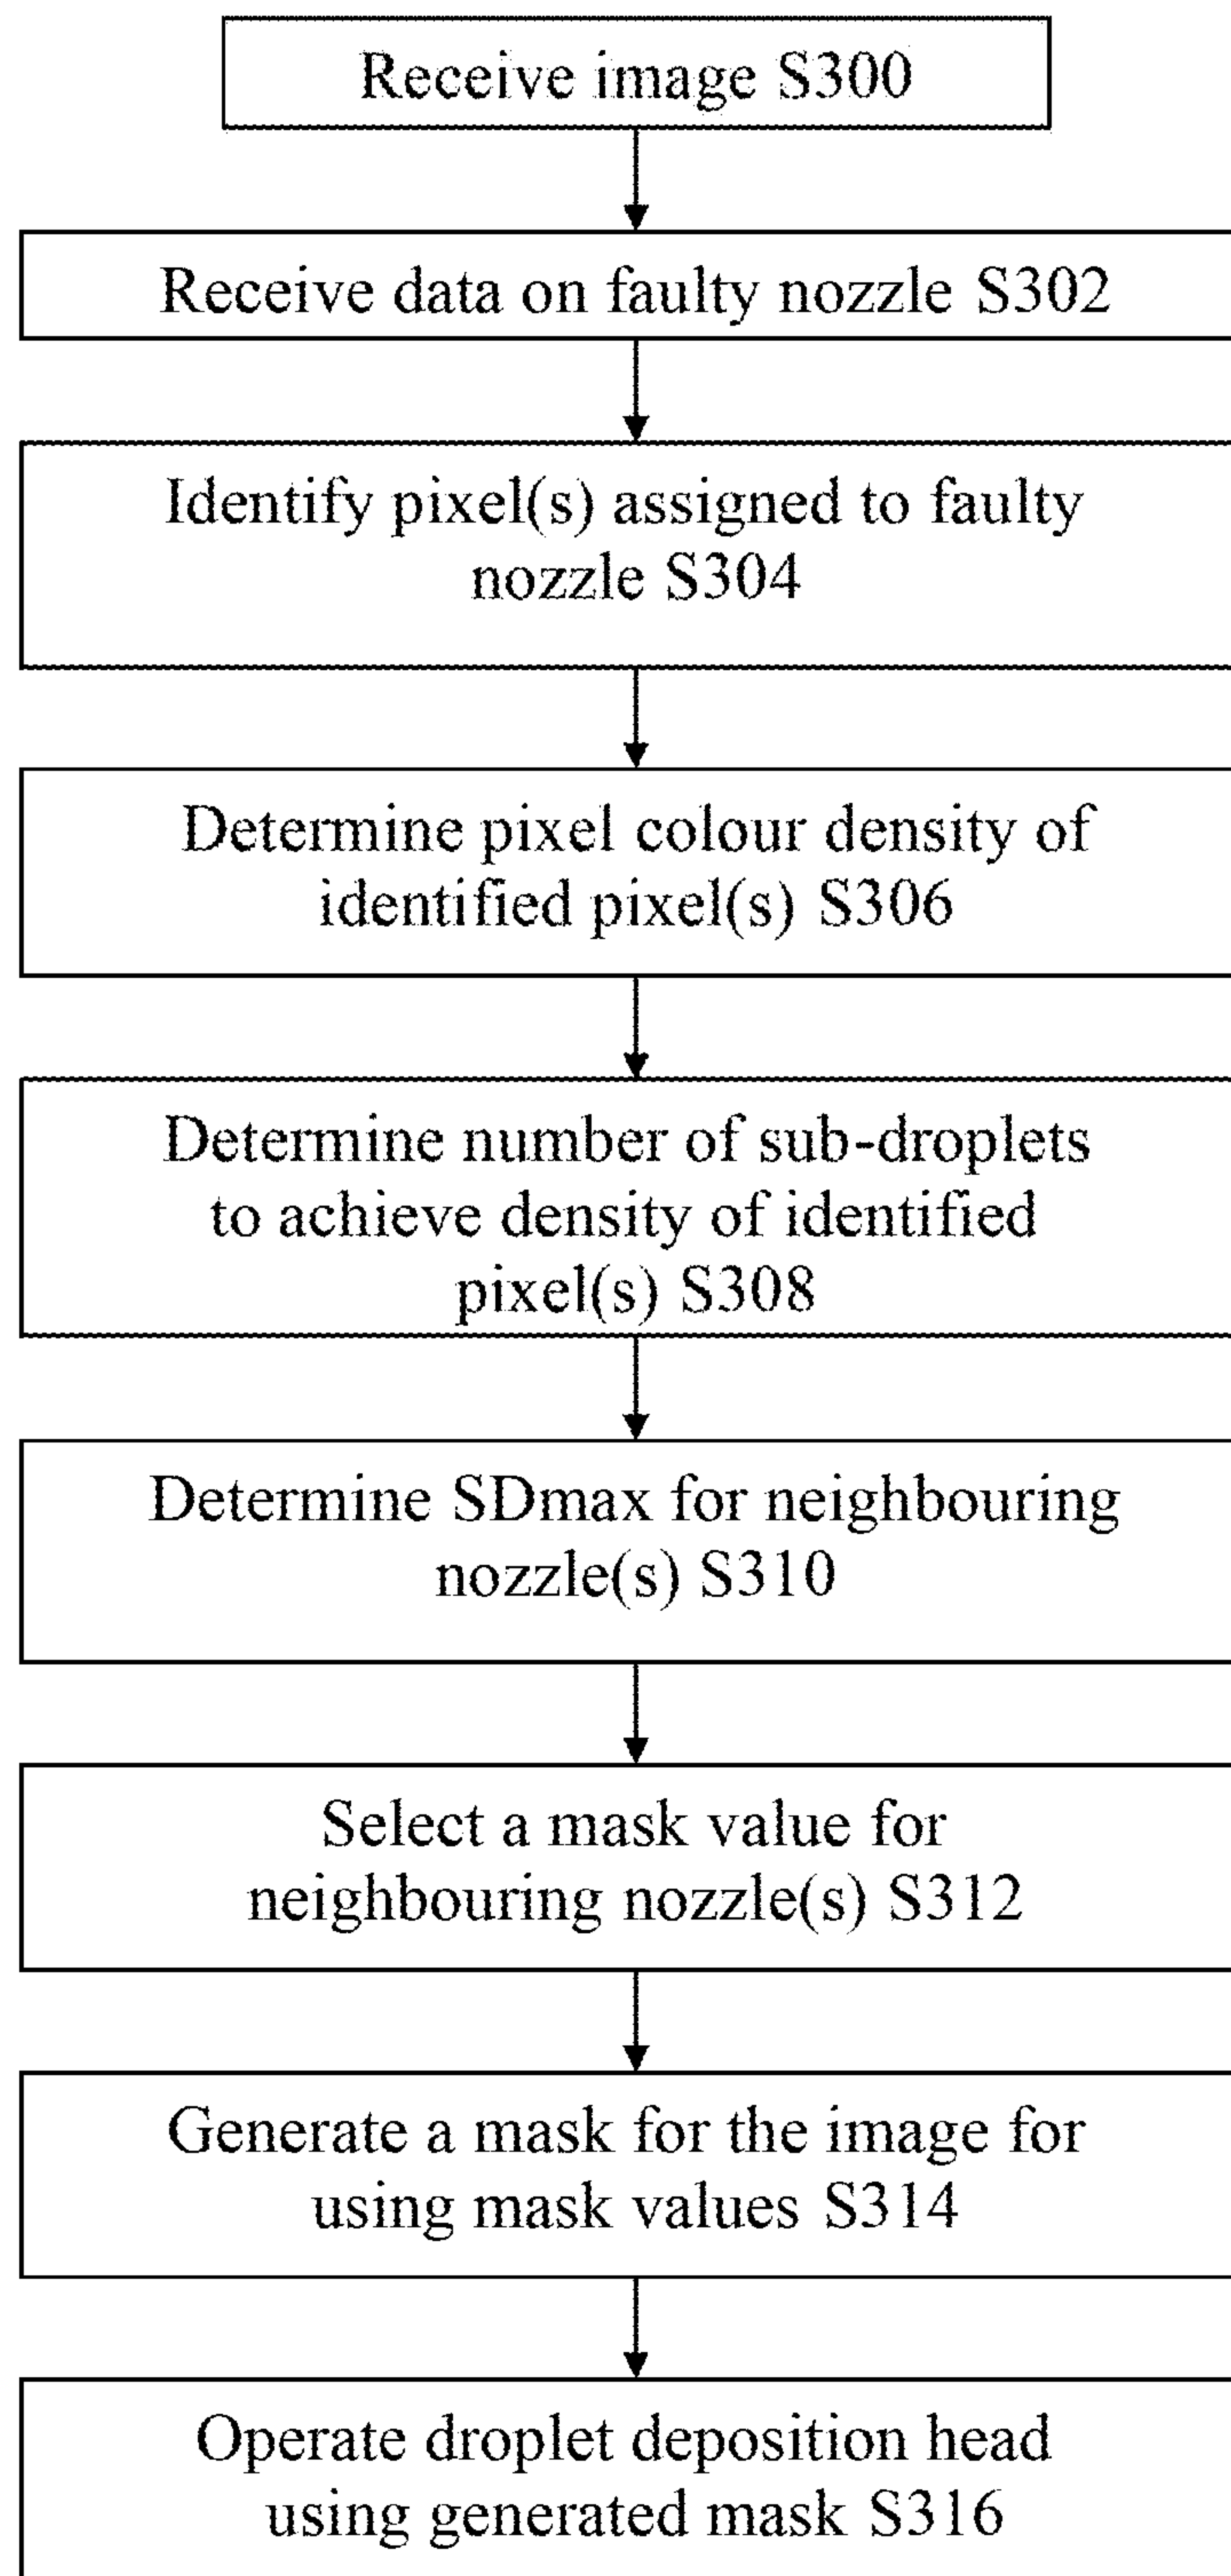 Receive image S300
Receive data on faulty nozzle S302
Identify pixel(s) assigned to faulty
nozzle S304
Determine pixel colour density of
identified pixel(s) S306
Determine number of sub-droplets
to achieve density of identified
pixel(s) S308
Determine SDmax for neighbouring
nozzle(s) S310
Select a mask value for
neighbouring nozzle(s) S312
Generate a mask for the image for
using mask values S314
Operate droplet deposition head
using generated mask S316